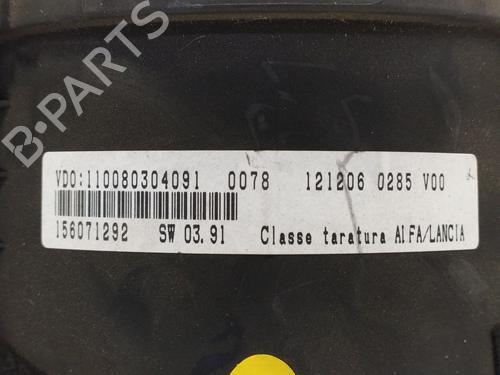 B-PARTS
VDO:110080304091 0078 121206 0285 V00
156071292 SW 03.91 Classe taratura AlFA/LANCIA